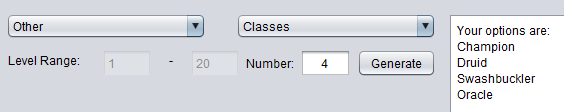 Other
Classes
Level Range: 1 - 20 Number: 4 Generate
Your options are:
Champion
Druid
Swashbuckler
Oracle